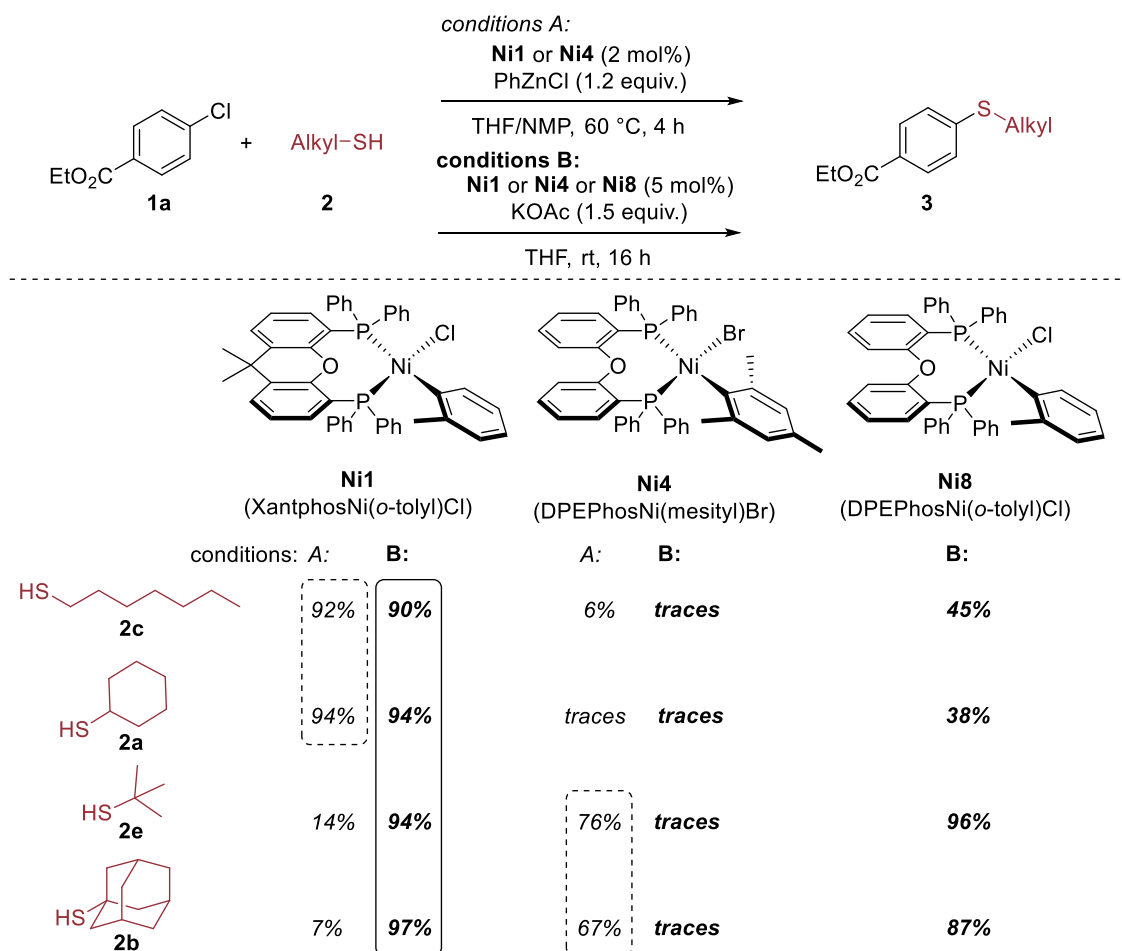 conditions A:
Ni1 or Ni4 (2 mol%)
PhZnCl (1.2 equiv.)
THF/NMP, 60 °C, 4 h
conditions B:
Ni1 or Ni4 or Ni8 (5 mol%)
KOAc (1.5 equiv.)
THF, rt, 16 h
Cl
EtO2C
1a
+
Alkyl−SH
2
S
Alkyl
EtO2C
3
Ph
Ph
P
Cl
O
Ni
P
Ph
Ph
Ni1
(XantphosNi(o-tolyl)Cl)
Ph
Ph
P
Br
O
Ni
P
Ph
Ph
Ni4
(DPEPhosNi(mesityl)Br)
Ph
Ph
P
Cl
O
Ni
P
Ph
Ph
Ni8
(DPEPhosNi(o-tolyl)Cl)
conditions: A: B: A: B: B:
HS
2c
92% 90% 6% traces 45%
HS
2a
94% 94% traces traces 38%
HS
2e
14% 94% 76% traces 96%
HS
2b
7% 97% 67% traces 87%